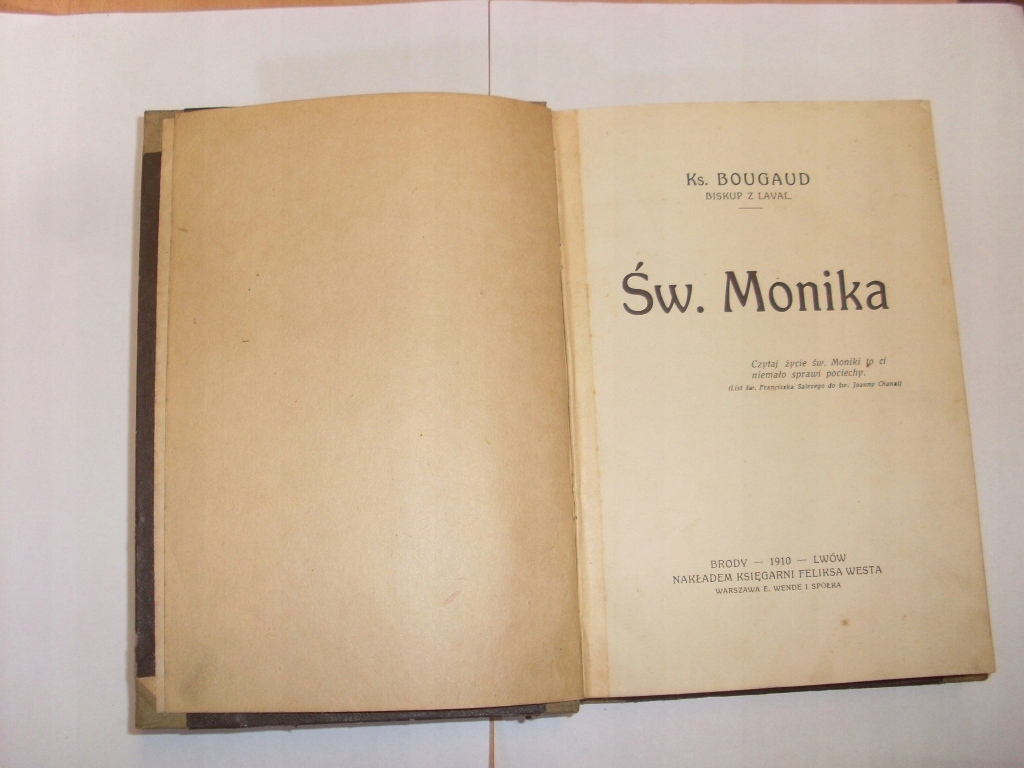 Ks. BOUGAUD
BISKUP Z LAVAL.
Św. Monika
Czytaj życie św. Moniki to ci
niemało sprawi pociechy.
(List św. Franciszka Salezego do św. Joanny Chantal)
BRODY — 1910 — LWÓW
NAKŁADEM KSIĘGARNI FELIKSA WESTA
WARSZAWA E. WENDE I SPÓŁKA